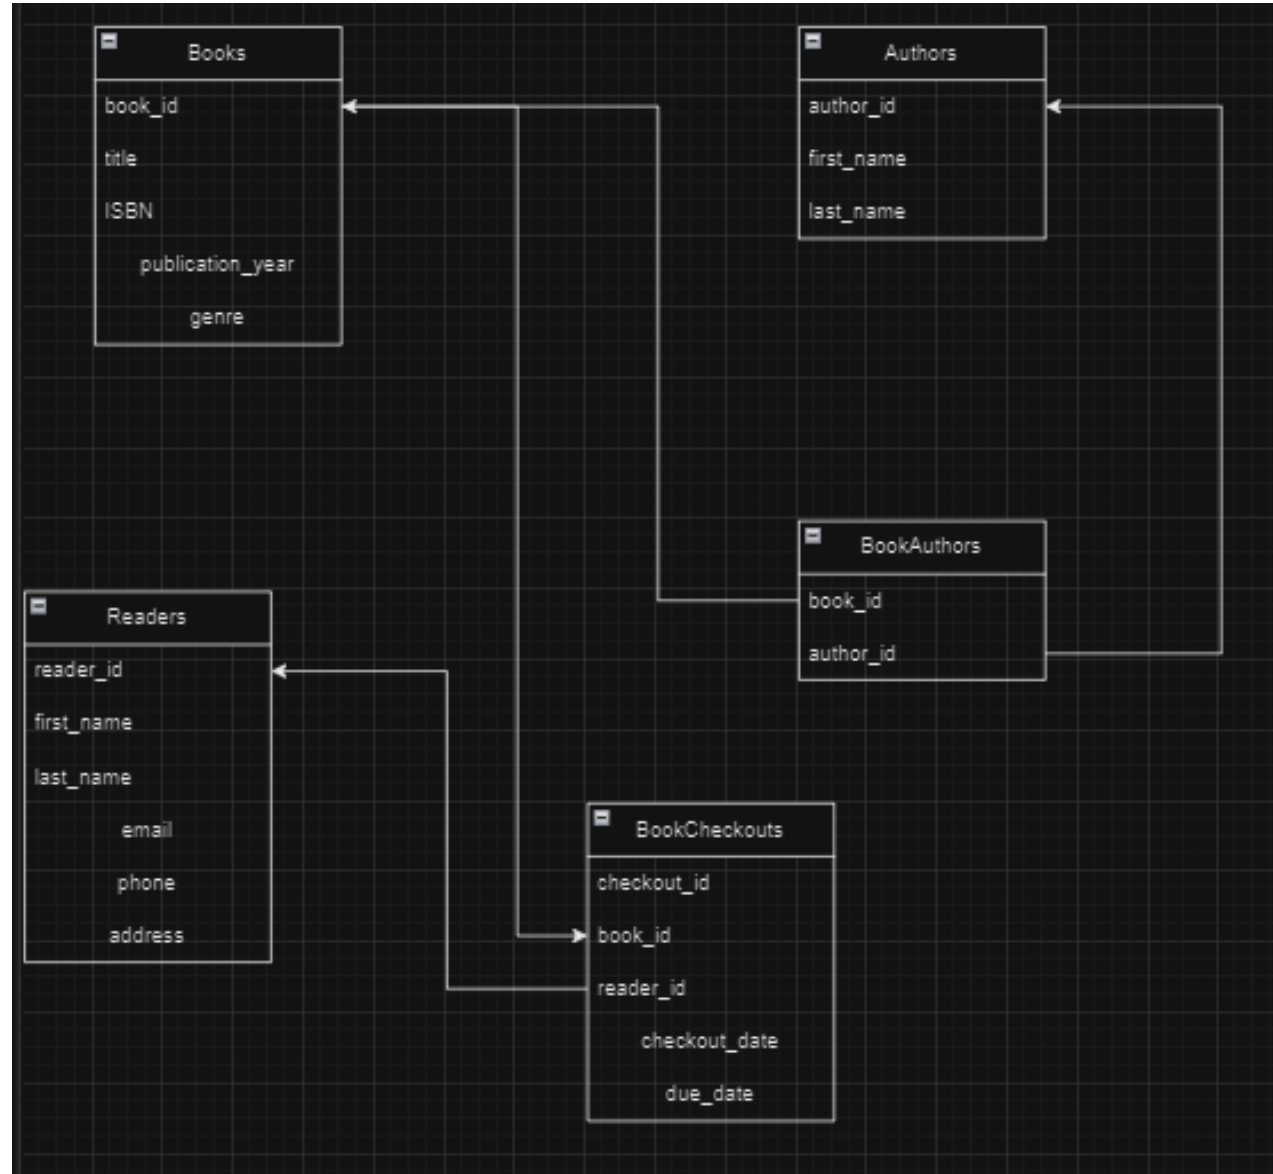 Books
book_id
title
ISBN
publication_year
genre
Authors
author_id
first_name
last_name
BookAuthors
book_id
author_id
Readers
reader_id
first_name
last_name
email
phone
address
BookCheckouts
checkout_id
book_id
reader_id
checkout_date
due_date